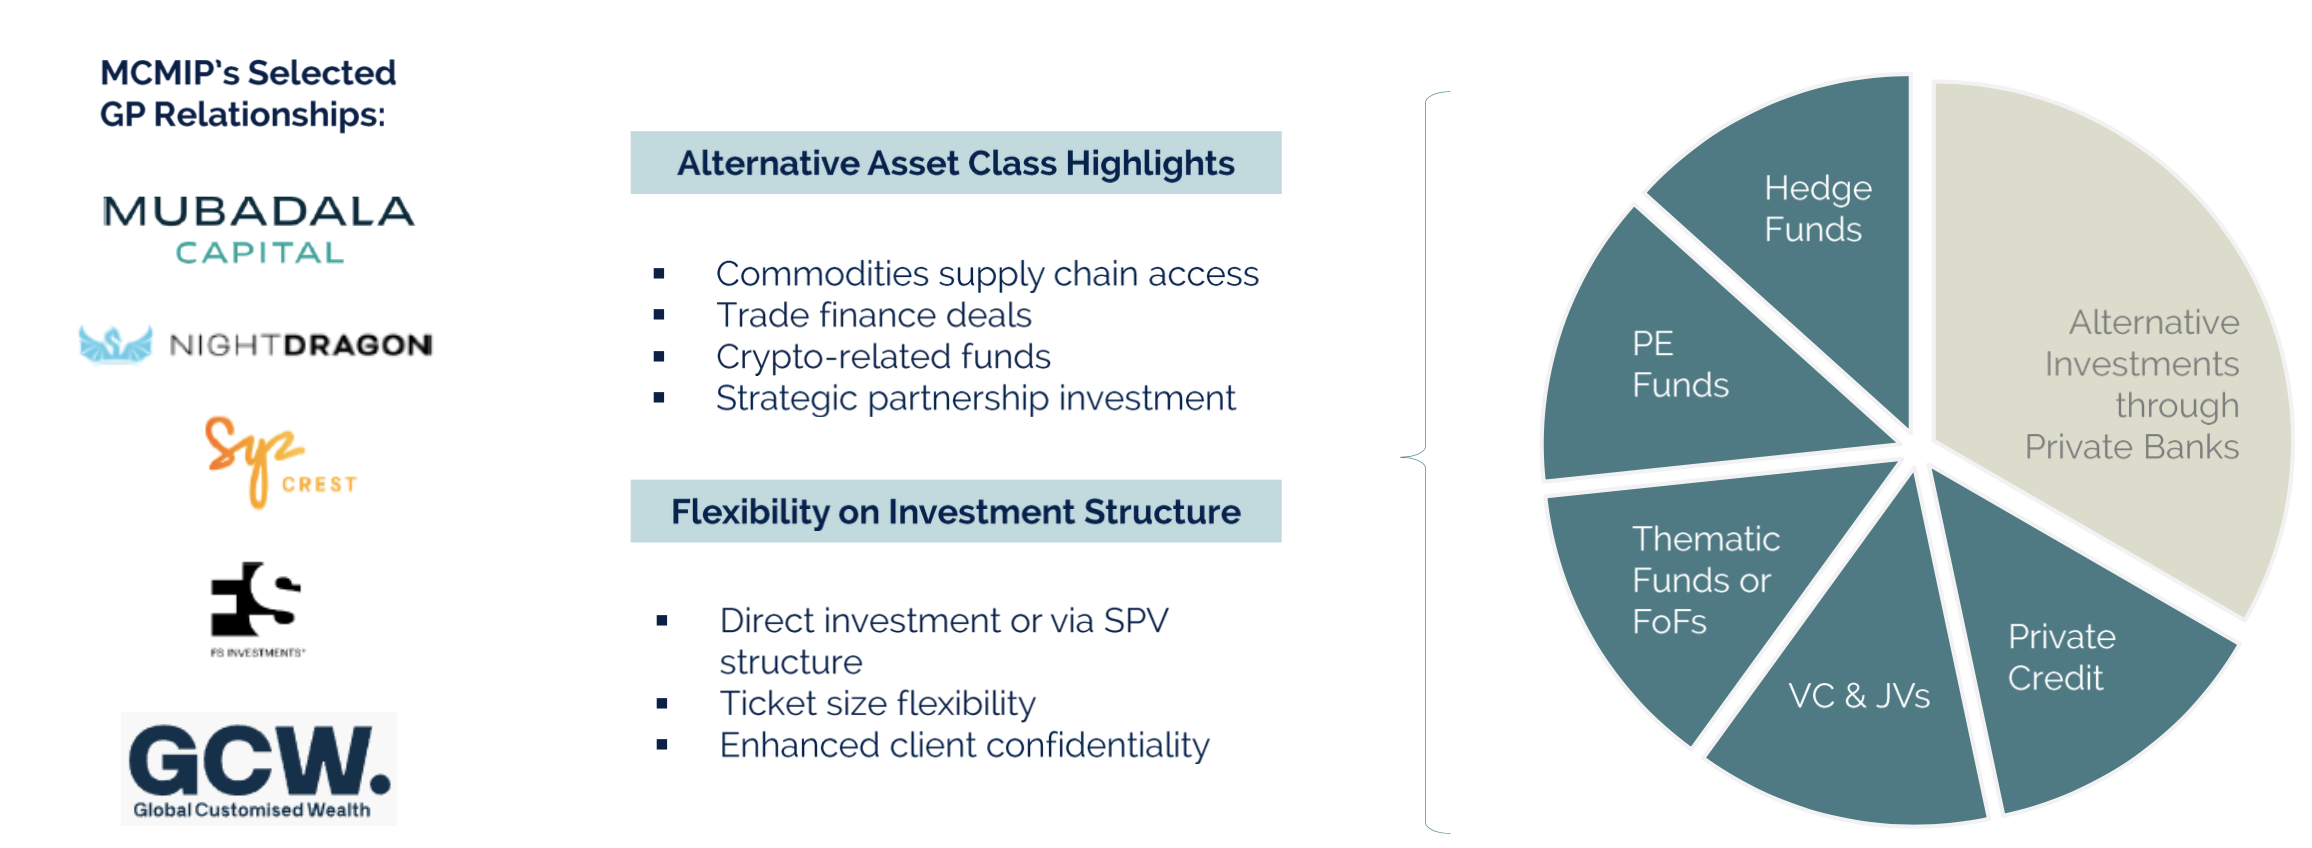 MCMIP’s Selected
GP Relationships:
MUBADALA
CAPITAL
NIGHTDRAGON
Syz
CREST
FS
FS INVESTMENTS®
GCW.
Global Customised Wealth
Alternative Asset Class Highlights
▪ Commodities supply chain access
▪ Trade finance deals
▪ Crypto-related funds
▪ Strategic partnership investment
Flexibility on Investment Structure
▪ Direct investment or via SPV
structure
▪ Ticket size flexibility
▪ Enhanced client confidentiality
Hedge
Funds
PE
Funds
Thematic
Funds or
FoFs
VC & JVs
Private
Credit
Alternative
Investments
through
Private Banks